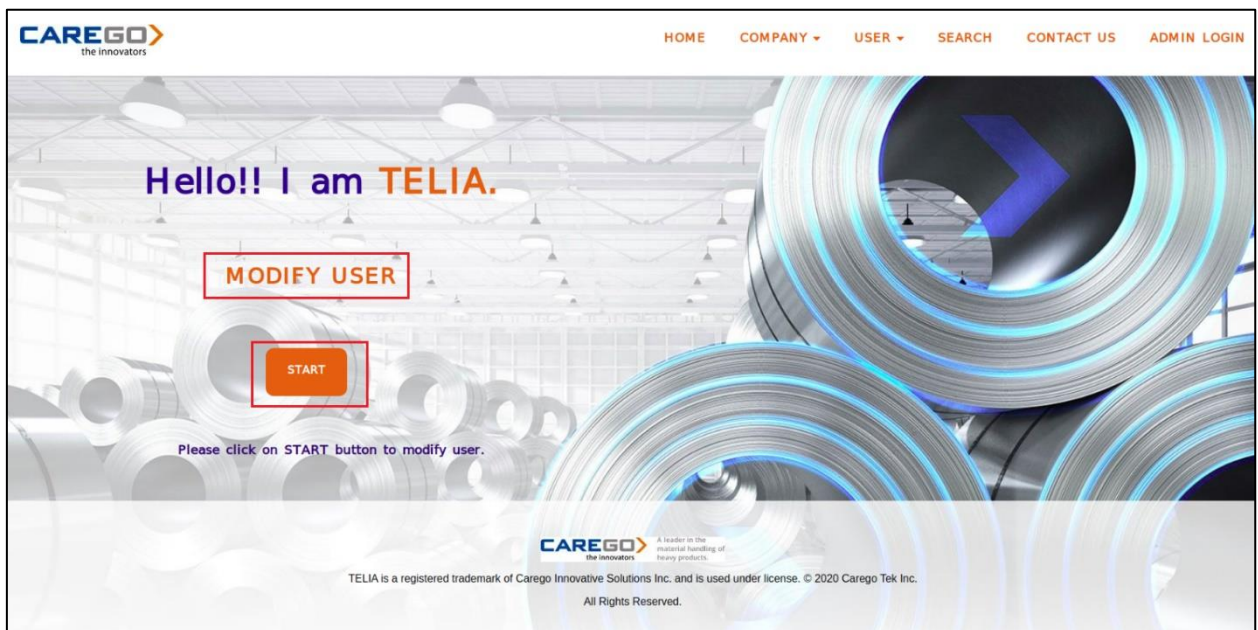 CAREGO
the innovators
HOME COMPANY USER SEARCH CONTACT US ADMIN LOGIN
Hello!! I am TELIA.
MODIFY USER
START
Please click on START button to modify user.
CAREGO
the innovators
A leader in the
material handling of
heavy products.
TELIA is a registered trademark of Carego Innovative Solutions Inc. and is used under license. © 2020 Carego Tek Inc.
All Rights Reserved.